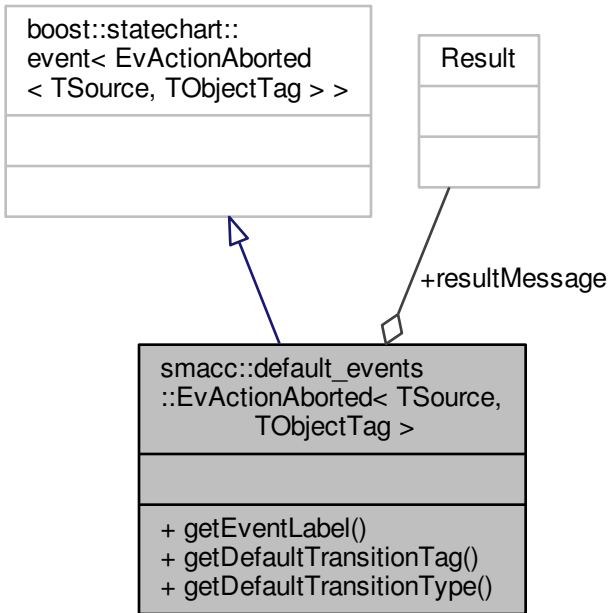 boost::statechart::
event< EvActionAborted
< TSource, TObjectTag > >
Result
+resultMessage
smacc::default_events
::EvActionAborted< TSource,
TObjectTag >
+ getEventLabel()
+ getDefaultTransitionTag()
+ getDefaultTransitionType()